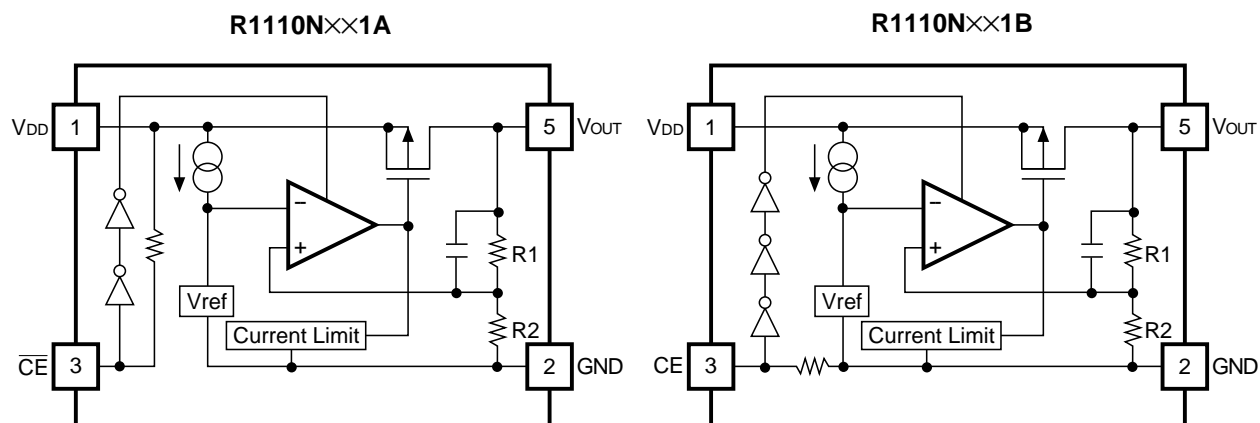 R1110N××1A
VDD
1
5
VOUT
−
+
R1
Vref
R2
Current Limit
C̅E̅
3
2
GND
R1110N××1B
VDD
1
5
VOUT
−
+
R1
Vref
R2
Current Limit
CE
3
2
GND